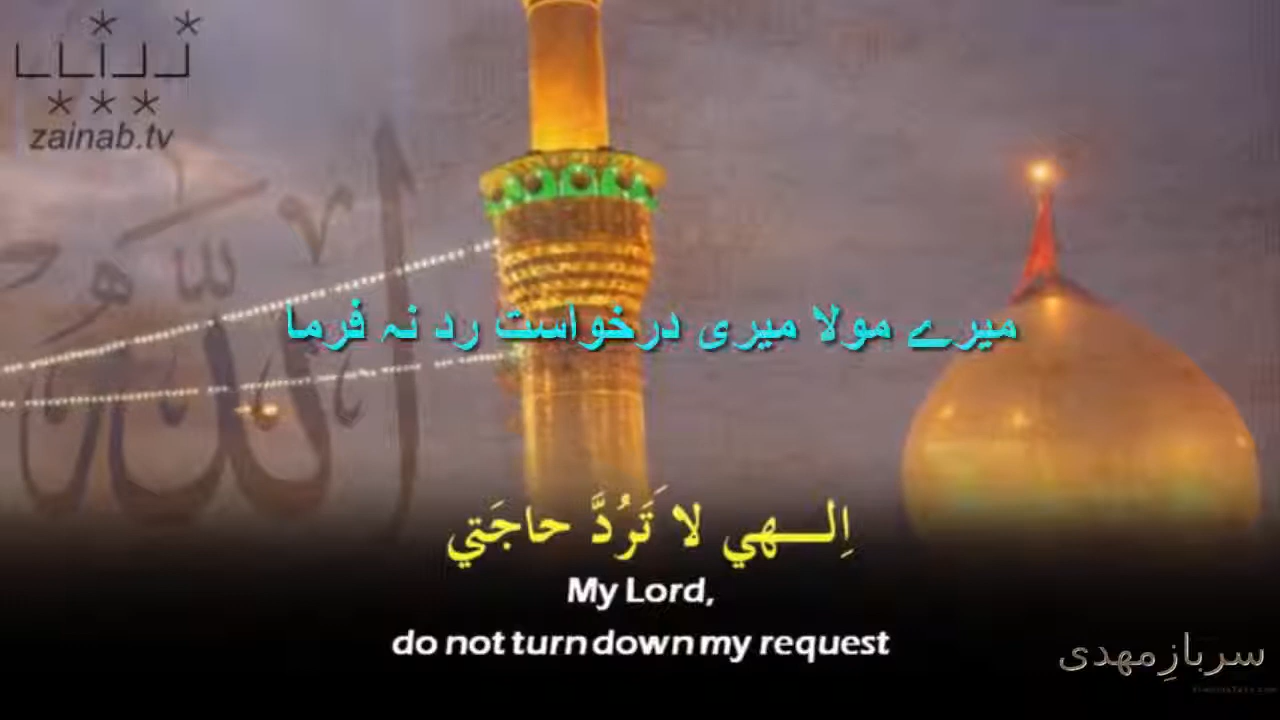 zainab.tv
الله
میرے مولا میری درخواست رد نہ فرما
اِلـــهي لا تَرُدَّ حاجَتي
My Lord,
do not turn down my request
سربازِمهدی